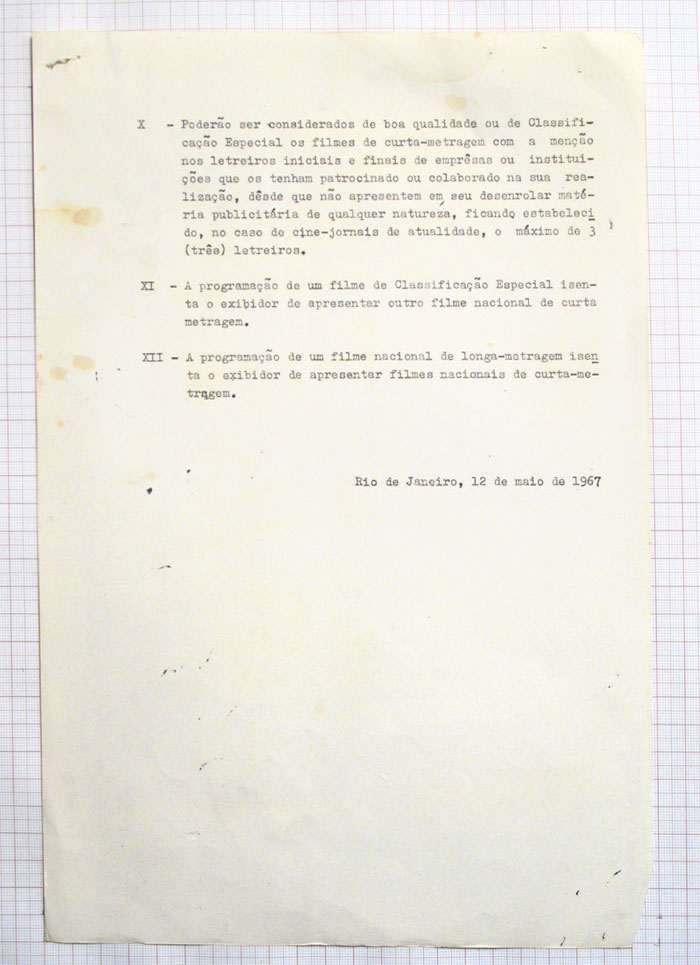 X - Poderão ser considerados de boa qualidade ou de Classifi-
cação Especial os filmes de curta-metragem com a menção
nos letreiros iniciais e finais de emprêsas ou institui-
ções que os tenham patrocinado ou colaborado na sua rea-
lização, dêsde que não apresentem em seu desenrolar maté-
ria publicitária de qualquer natureza, ficando estabeleci
do, no caso de cine-jornais de atualidade, o máximo de 3
(três) letreiros.
XI - A programação de um filme de Classificação Especial isen-
ta o exibidor de apresentar outro filme nacional de curta
metragem.
XII - A programação de um filme nacional de longa-metragem isen
ta o exibidor de apresentar filmes nacionais de curta-me-
tragem.
Rio de Janeiro, 12 de maio de 1967